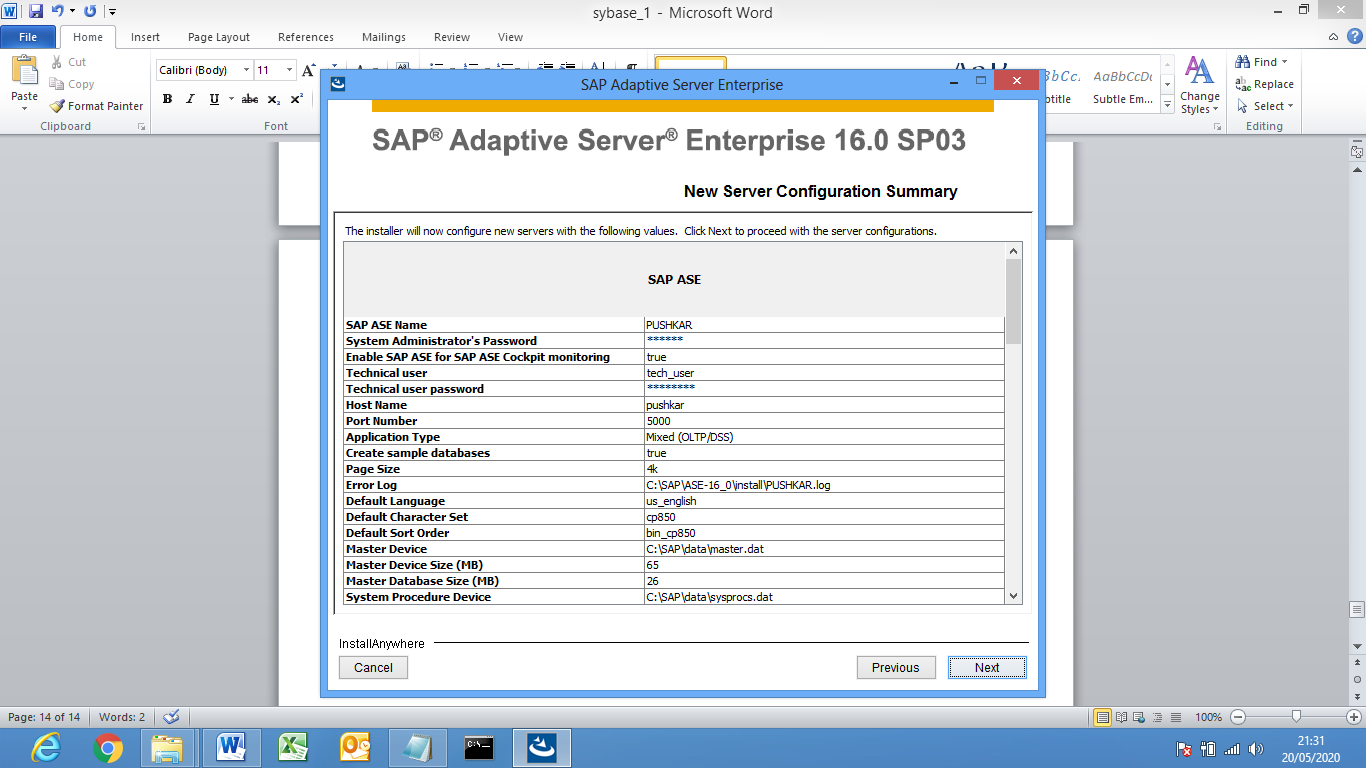 sybase_1 - Microsoft Word
File Home Insert Page Layout References Mailings Review View
Paste
Cut
Copy
Format Painter
Clipboard
Calibri (Body) 11
B I U abc x₂ x²
Font
AaBbCcDc
Subtle Em...
Change
Styles
Find
Replace
Select
Editing
SAP Adaptive Server Enterprise
SAP® Adaptive Server® Enterprise 16.0 SP03
New Server Configuration Summary
The installer will now configure new servers with the following values. Click Next to proceed with the server configurations.
SAP ASE
SAP ASE Name PUSHKAR
System Administrator's Password ******
Enable SAP ASE for SAP ASE Cockpit monitoring true
Technical user tech_user
Technical user password ********
Host Name pushkar
Port Number 5000
Application Type Mixed (OLTP/DSS)
Create sample databases true
Page Size 4k
Error Log C:\SAP\ASE-16_0\install\PUSHKAR.log
Default Language us_english
Default Character Set cp850
Default Sort Order bin_cp850
Master Device C:\SAP\data\master.dat
Master Device Size (MB) 65
Master Database Size (MB) 26
System Procedure Device C:\SAP\data\sysprocs.dat
InstallAnywhere
Cancel Previous Next
Page: 14 of 14 Words: 2 100%
21:31
20/05/2020